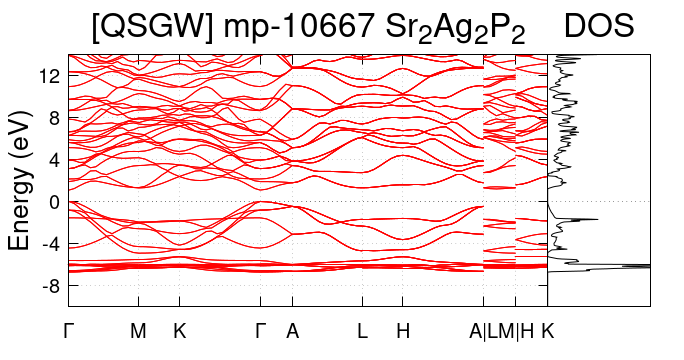 [QSGW] mp-10667 Sr₂Ag₂P₂ DOS
Energy (eV)
12
8
4
0
-4
-8
Γ M K Γ A L H A|LM|H K